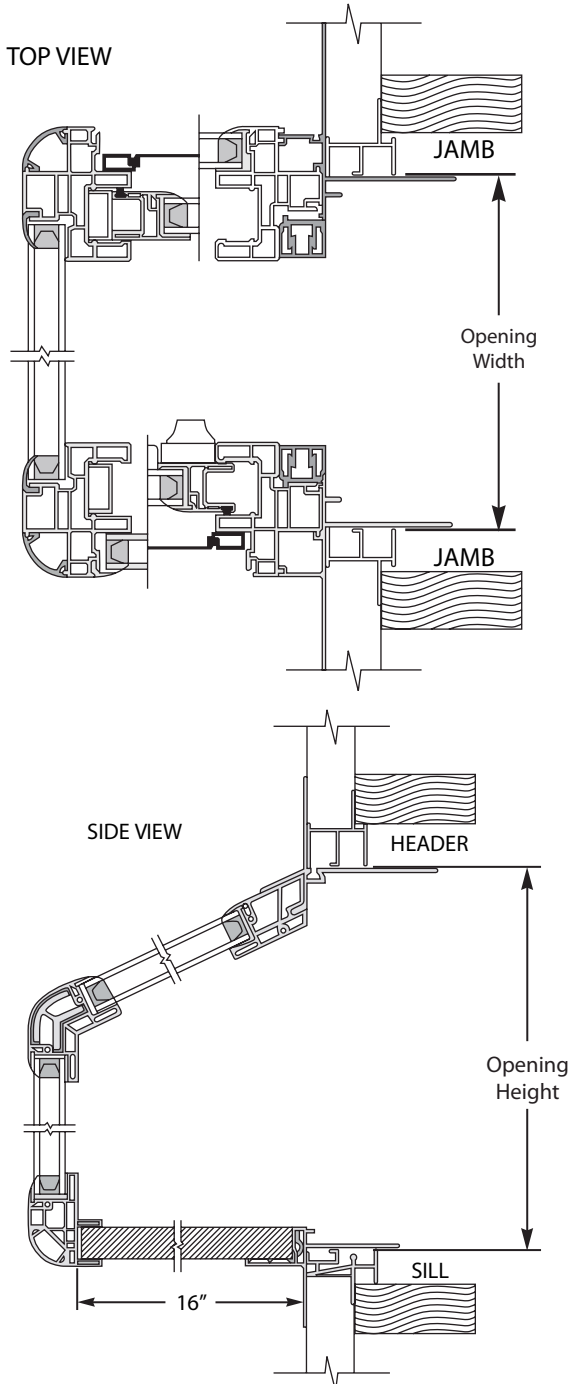 TOP VIEW
JAMB
Opening
Width
JAMB
SIDE VIEW
HEADER
Opening
Height
SILL
16”